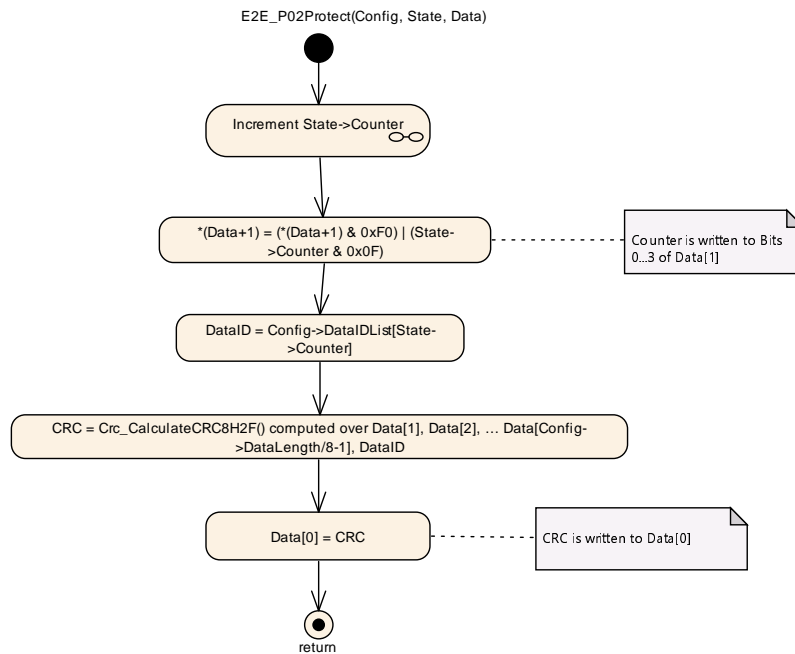 E2E_P02Protect(Config, State, Data)
Increment State->Counter
*(Data+1) = (*(Data+1) & 0xF0) | (State-
>Counter & 0x0F)
Counter is written to Bits
0...3 of Data[1]
DataID = Config->DataIDList[State-
>Counter]
CRC = Crc_CalculateCRC8H2F() computed over Data[1], Data[2], … Data[Config-
>DataLength/8-1], DataID
Data[0] = CRC
CRC is written to Data[0]
return